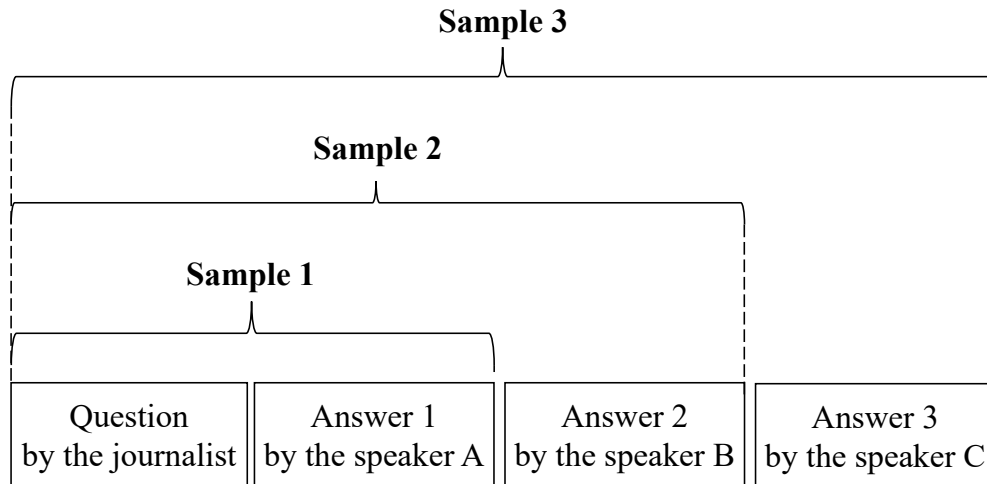 Sample 3
Sample 2
Sample 1
Question
by the journalist
Answer 1
by the speaker A
Answer 2
by the speaker B
Answer 3
by the speaker C